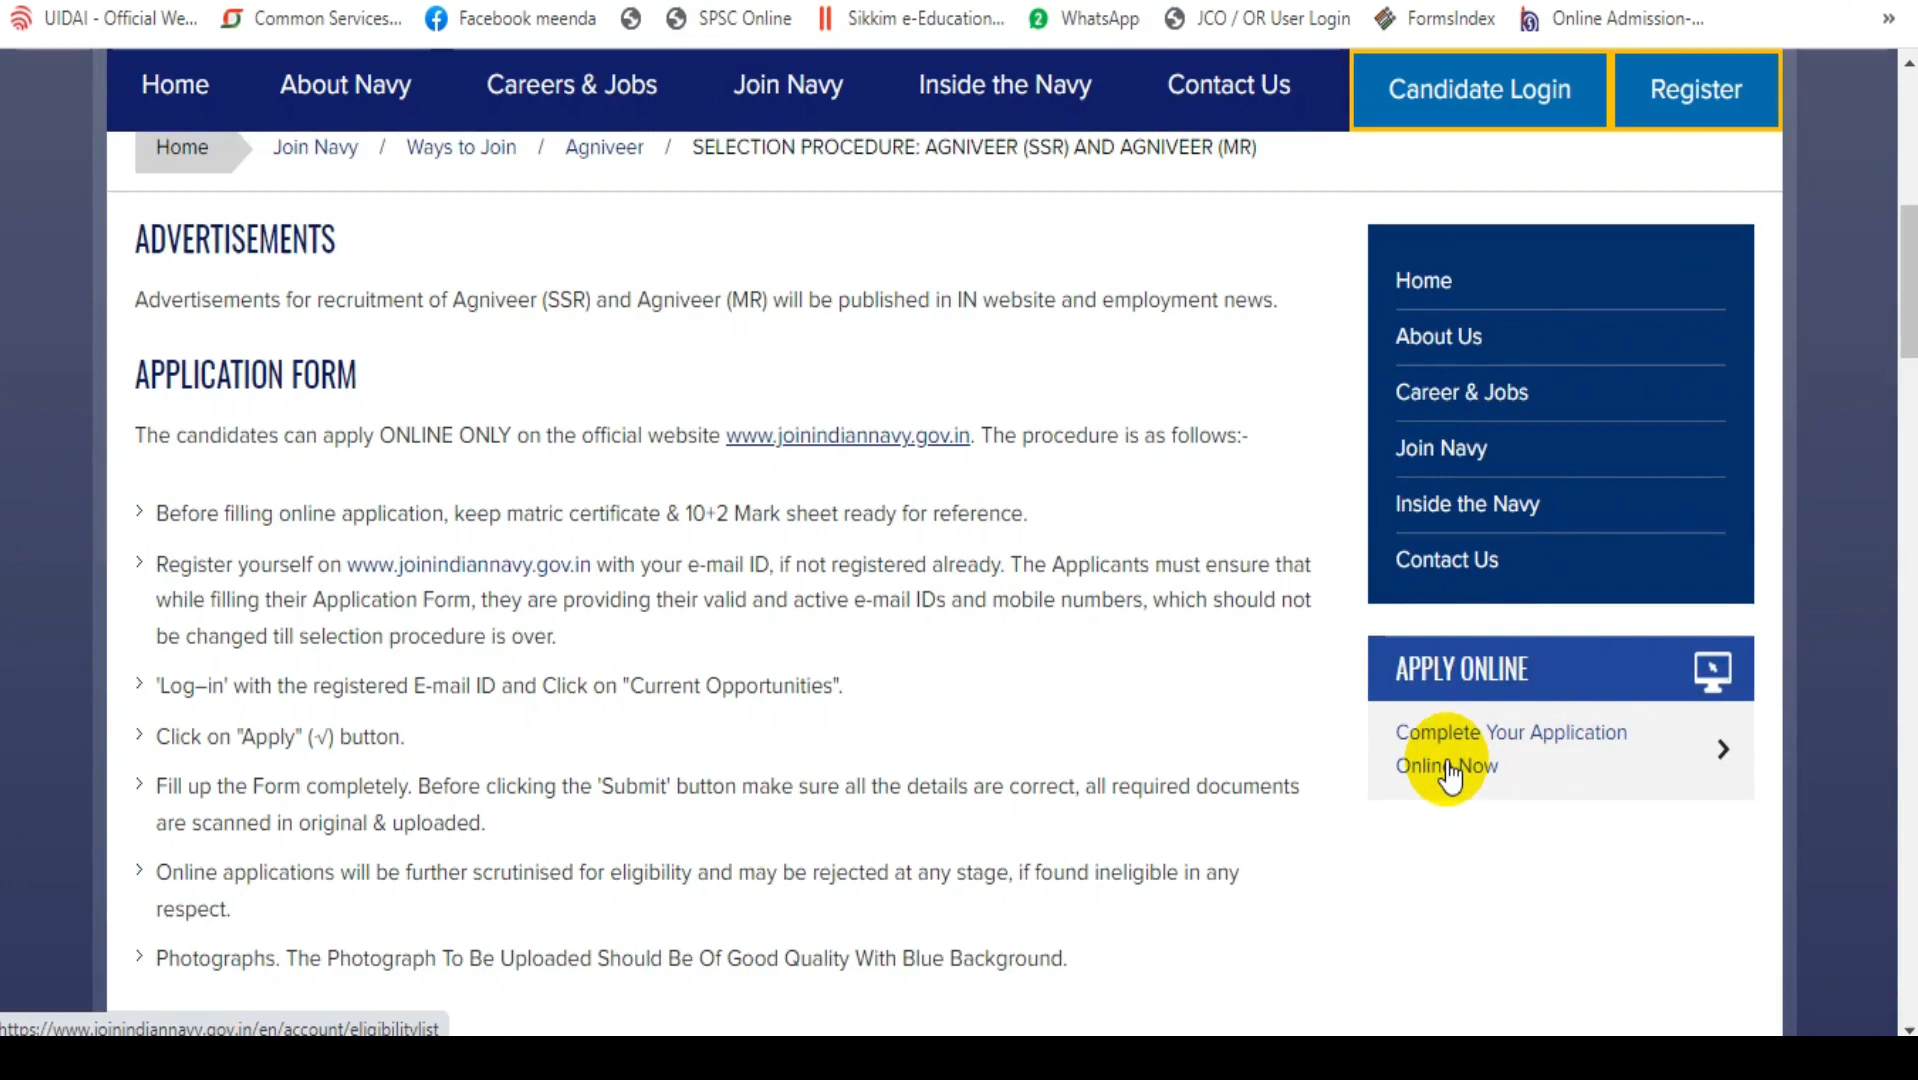 UIDAI - Official We... Common Services... Facebook meenda SPSC Online Sikkim e-Education... WhatsApp JCO / OR User Login FormsIndex Online Admission-... »
Home About Navy Careers & Jobs Join Navy Inside the Navy Contact Us Candidate Login Register
Home Join Navy / Ways to Join / Agniveer / SELECTION PROCEDURE: AGNIVEER (SSR) AND AGNIVEER (MR)
ADVERTISEMENTS
Advertisements for recruitment of Agniveer (SSR) and Agniveer (MR) will be published in IN website and employment news.
APPLICATION FORM
The candidates can apply ONLINE ONLY on the official website www.joinindiannavy.gov.in. The procedure is as follows:-
Before filling online application, keep matric certificate & 10+2 Mark sheet ready for reference.
Register yourself on www.joinindiannavy.gov.in with your e-mail ID, if not registered already. The Applicants must ensure that
while filling their Application Form, they are providing their valid and active e-mail IDs and mobile numbers, which should not
be changed till selection procedure is over.
'Log–in' with the registered E-mail ID and Click on "Current Opportunities".
Click on "Apply" (√) button.
Fill up the Form completely. Before clicking the 'Submit' button make sure all the details are correct, all required documents
are scanned in original & uploaded.
Online applications will be further scrutinised for eligibility and may be rejected at any stage, if found ineligible in any
respect.
Photographs. The Photograph To Be Uploaded Should Be Of Good Quality With Blue Background.
Home
About Us
Career & Jobs
Join Navy
Inside the Navy
Contact Us
APPLY ONLINE
Complete Your Application
Online Now
https://www.joinindiannavy.gov.in/en/account/eligibilitylist